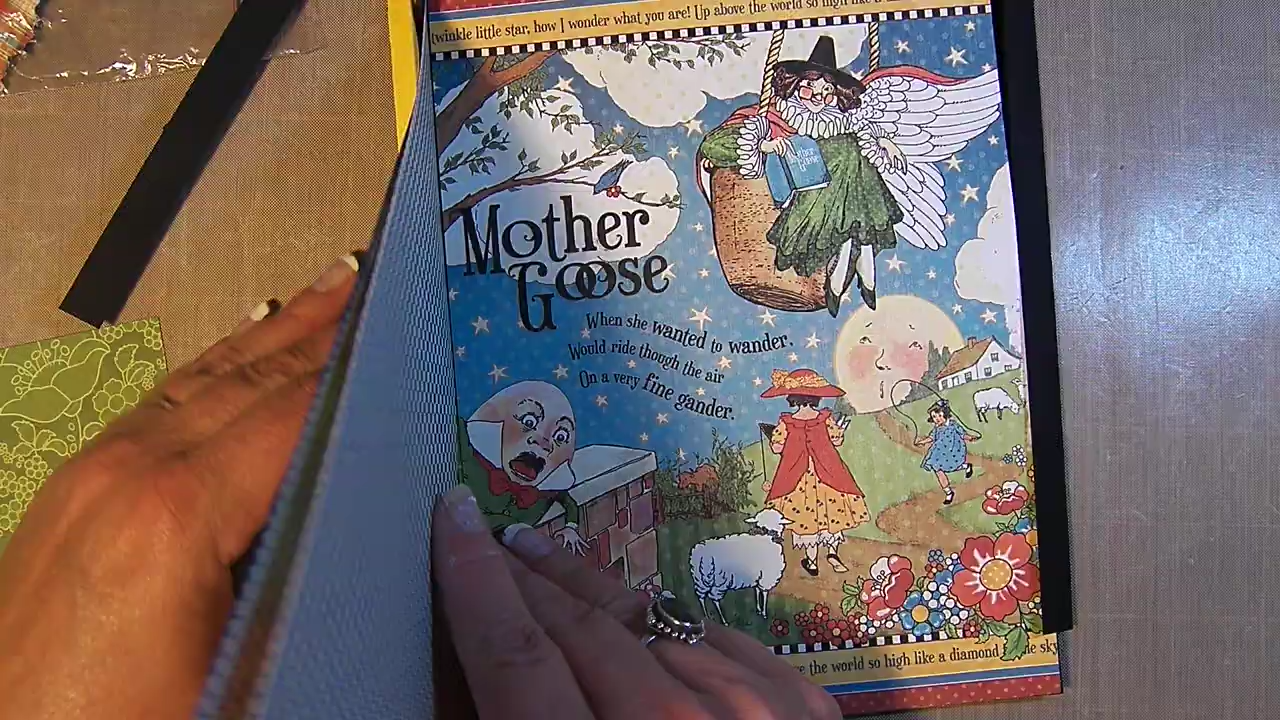 twinkle little star, how I wonder what you are! Up above the world so high like a
Mother Goose
Mother
Goose
When she wanted to wander,
Would ride though the air
On a very fine gander.
the world so high like a diamond the sky